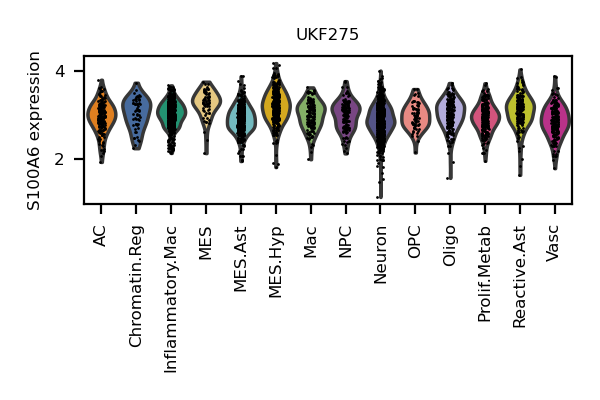 UKF275
S100A6 expression
4
2
AC
Chromatin.Reg
Inflammatory.Mac
MES
MES.Ast
MES.Hyp
Mac
NPC
Neuron
OPC
Oligo
Prolif.Metab
Reactive.Ast
Vasc